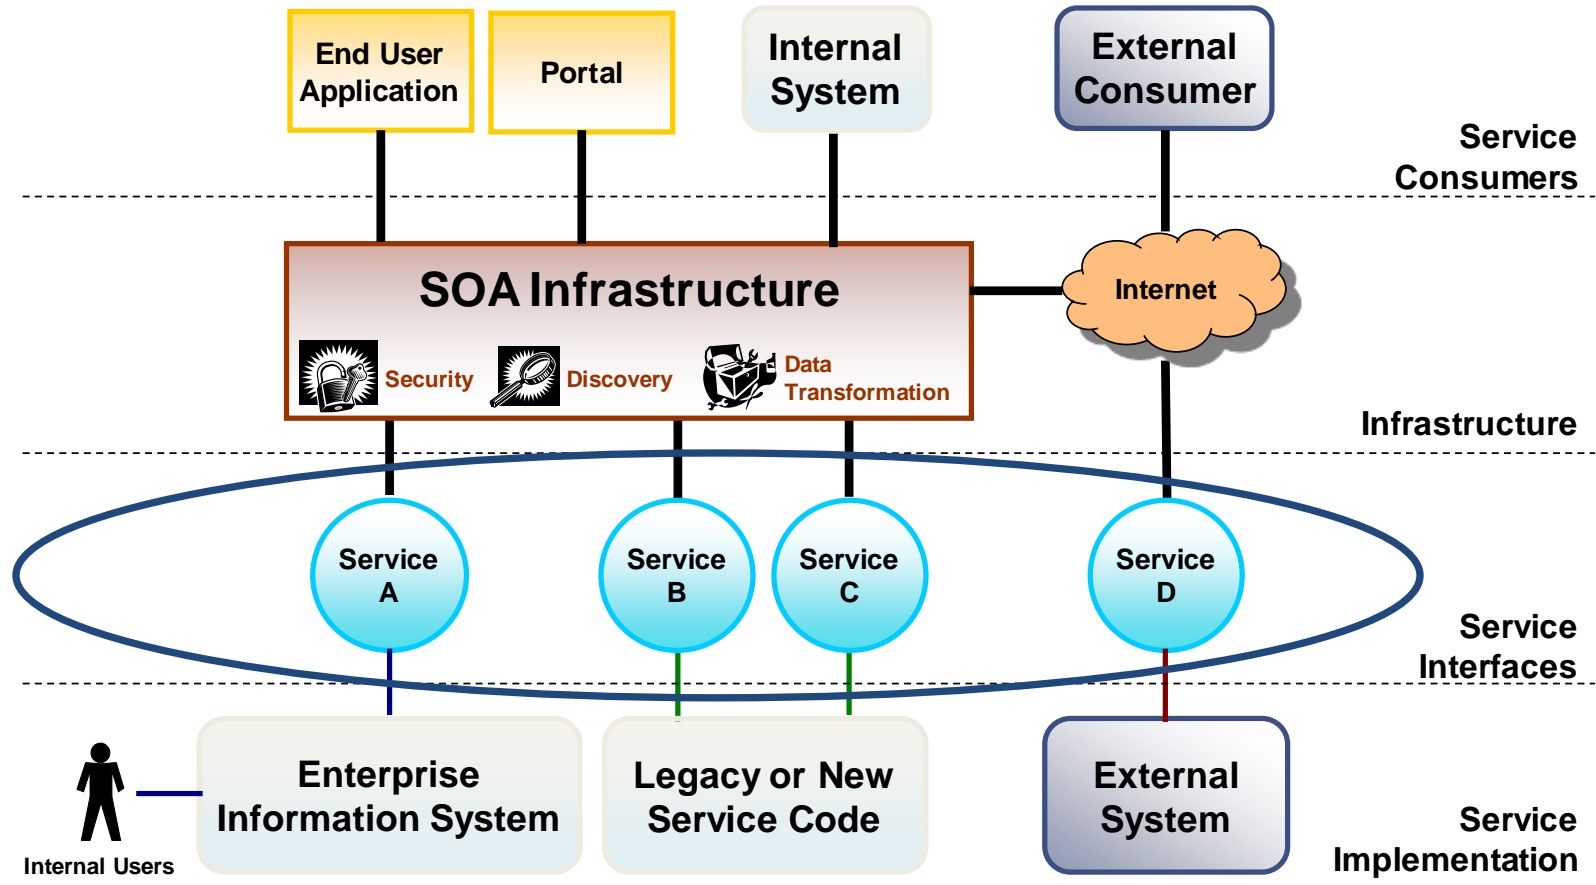 End User
Application
Portal
Internal
System
External
Consumer
Service
Consumers
SOA Infrastructure
Internet
Security
Discovery
Data
Transformation
Infrastructure
Service
A
Service
B
Service
C
Service
D
Service
Interfaces
Enterprise
Information System
Legacy or New
Service Code
External
System
Internal Users
Service
Implementation